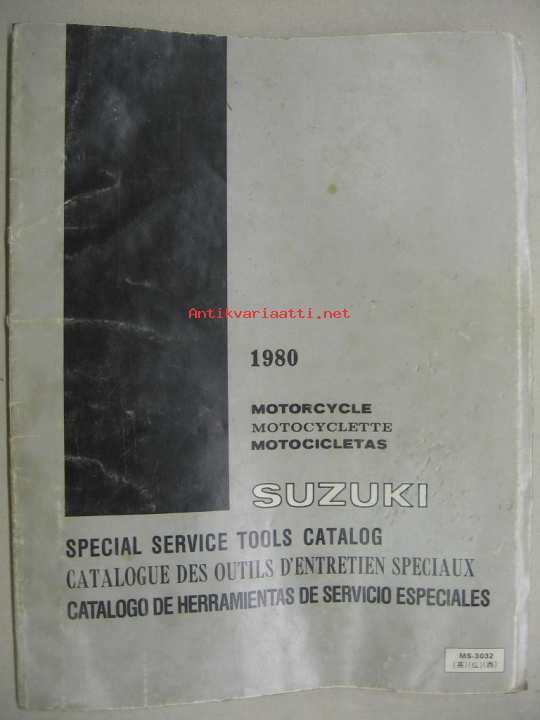 Antikvariaatti.net
1980
MOTORCYCLE
MOTOCYCLETTE
MOTOCICLETAS
SUZUKI
SPECIAL SERVICE TOOLS CATALOG
CATALOGUE DES OUTILS D'ENTRETIEN SPECIAUX
CATALOGO DE HERRAMIENTAS DE SERVICIO ESPECIALES
MS-3032